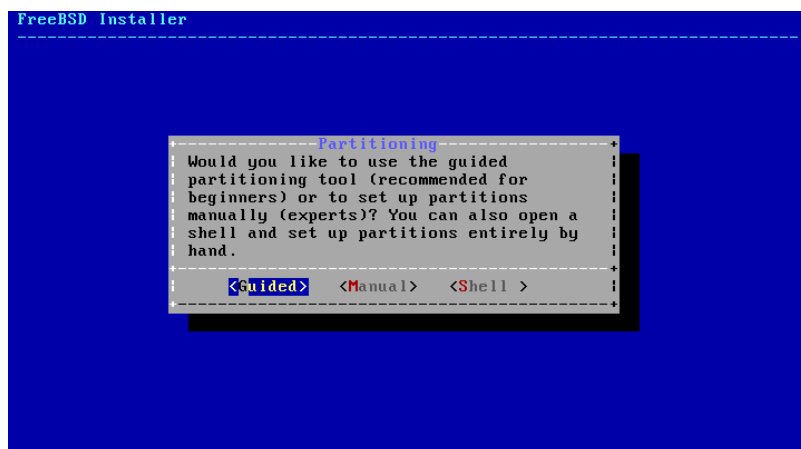 FreeBSD Installer
Partitioning
Would you like to use the guided
partitioning tool (recommended for
beginners) or to set up partitions
manually (experts)? You can also open a
shell and set up partitions entirely by
hand.
<Guided> <Manual> <Shell >